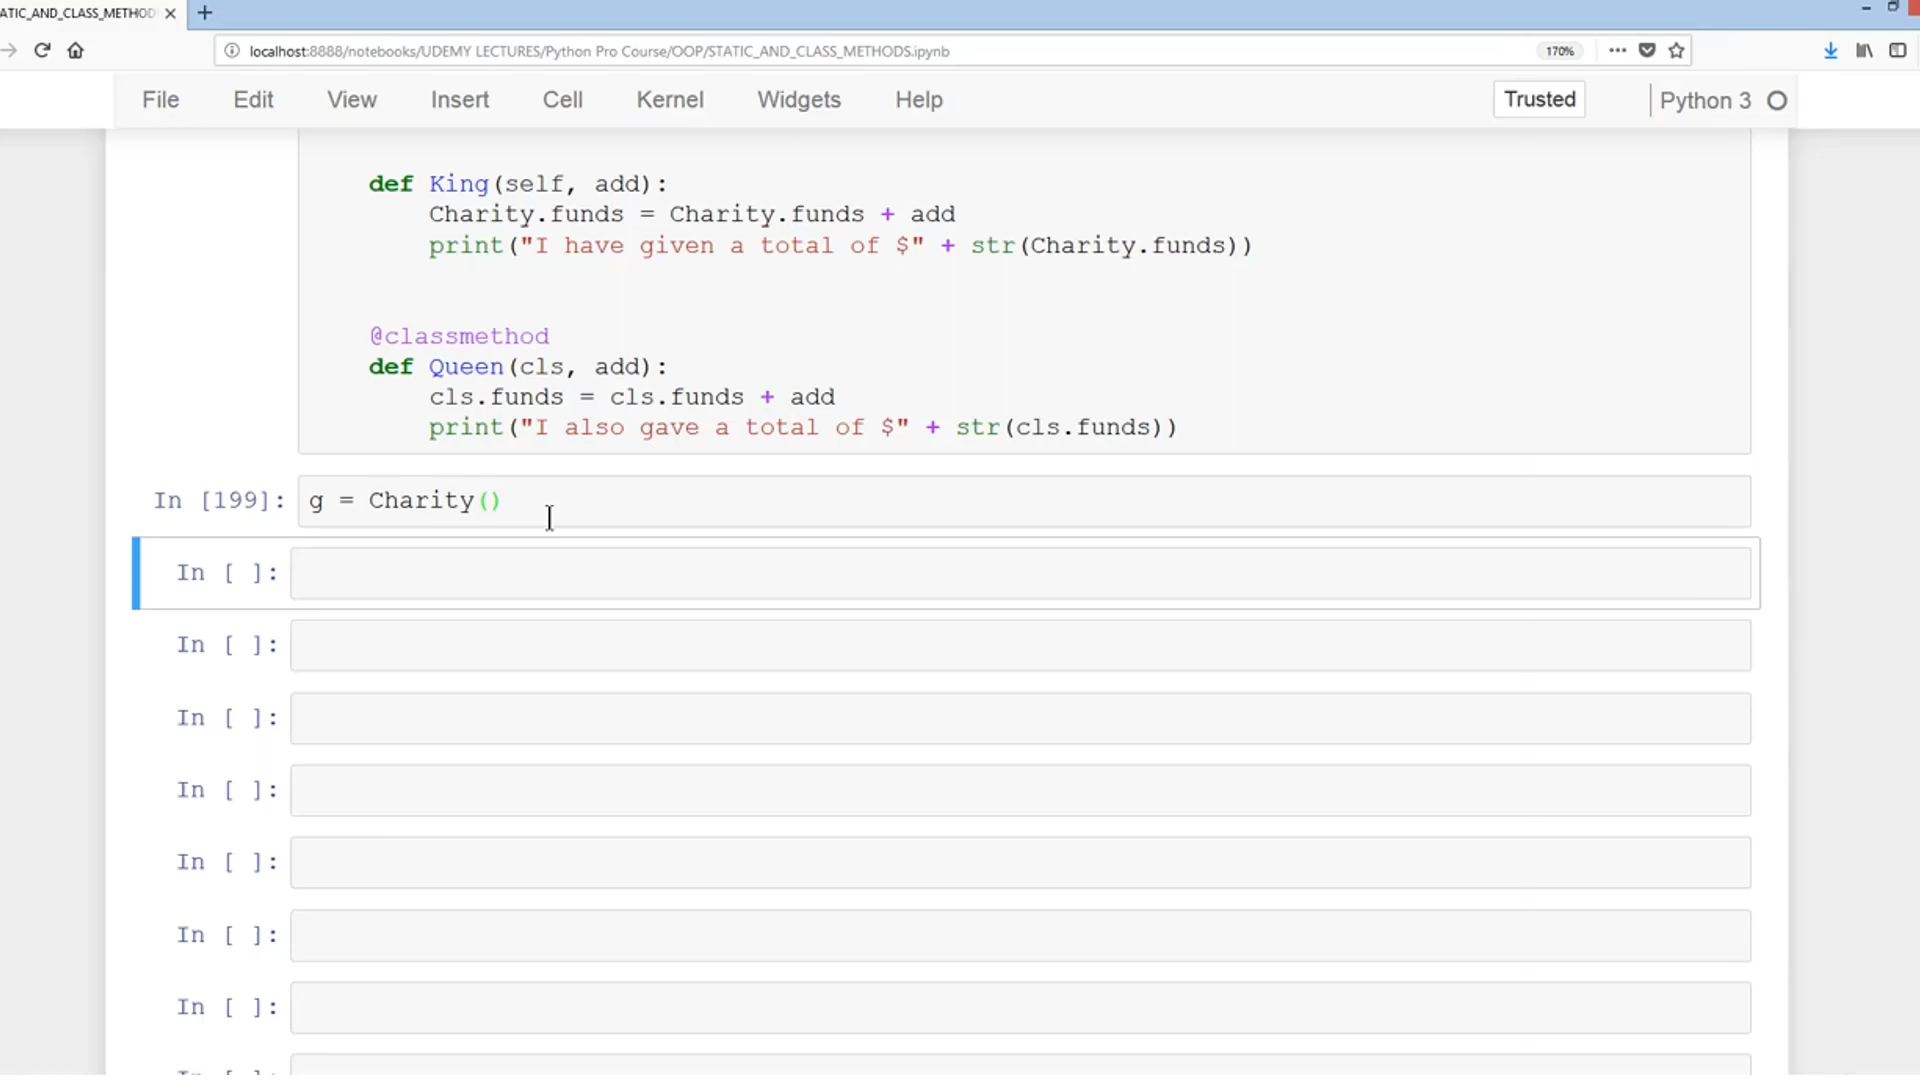 ATIC_AND_CLASS_METHOD
localhost:8888/notebooks/UDEMY LECTURES/Python Pro Course/OOP/STATIC_AND_CLASS_METHODS.ipynb 170%
File Edit View Insert Cell Kernel Widgets Help Trusted Python 3
def King(self, add):
Charity.funds = Charity.funds + add
print("I have given a total of $" + str(Charity.funds))
@classmethod
def Queen(cls, add):
cls.funds = cls.funds + add
print("I also gave a total of $" + str(cls.funds))
In [199]: g = Charity()
In [ ]:
In [ ]:
In [ ]:
In [ ]:
In [ ]:
In [ ]:
In [ ]: